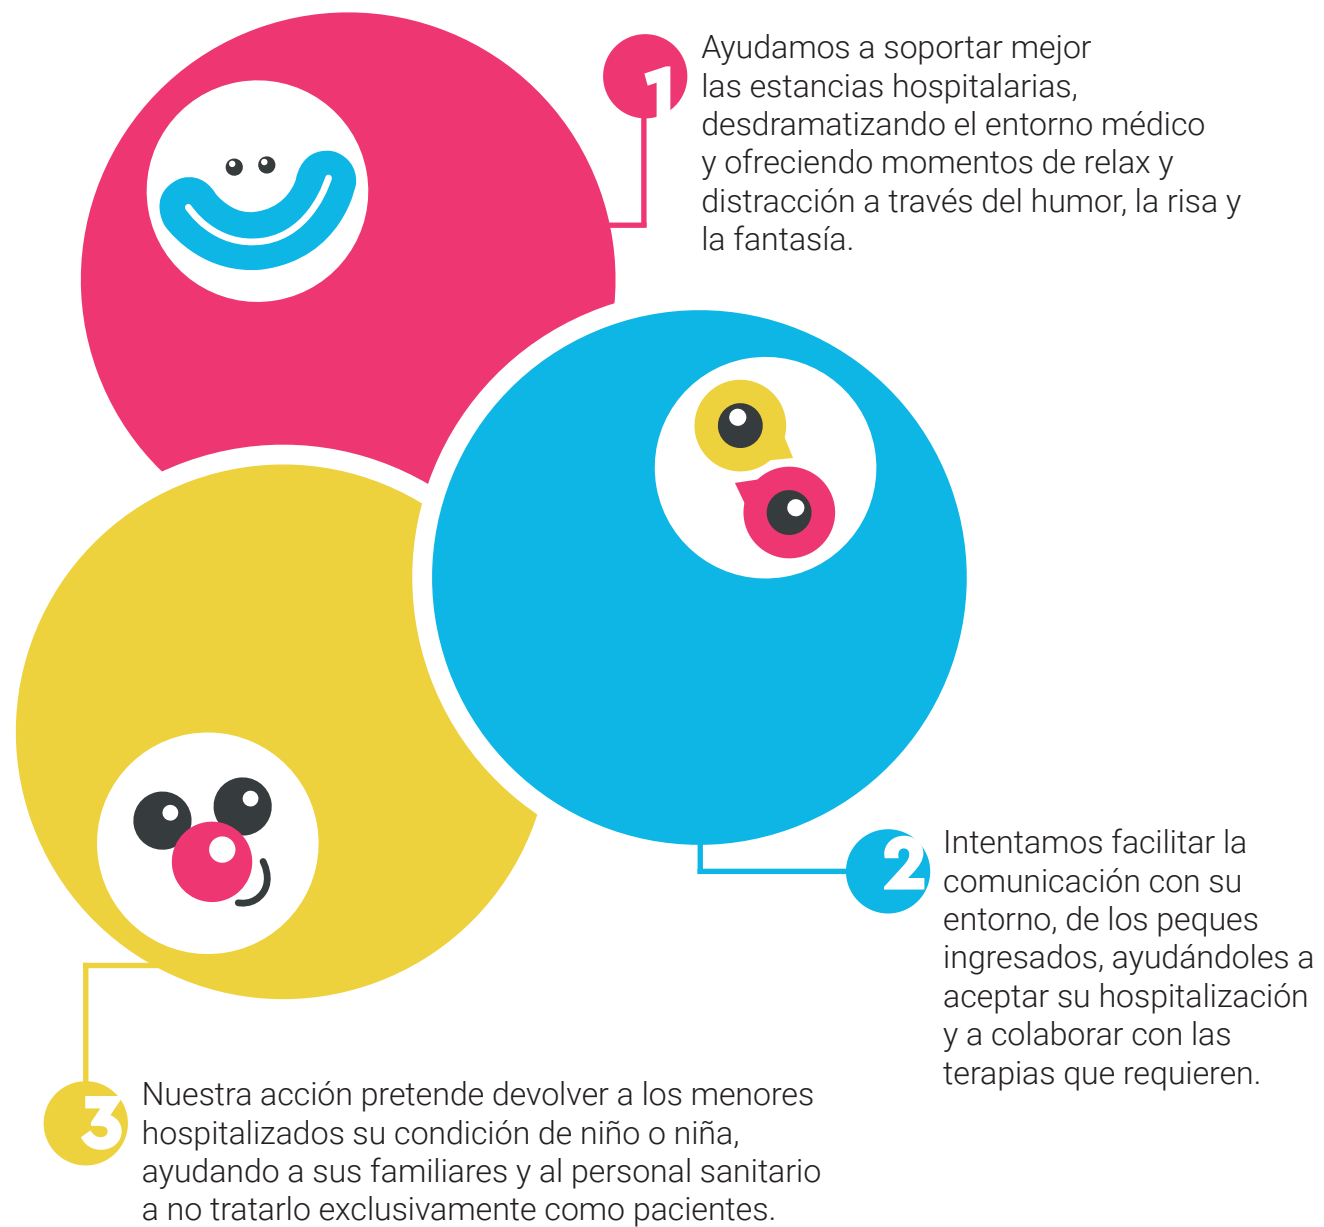 1
Ayudamos a soportar mejor
las estancias hospitalarias,
desdramatizando el entorno médico
y ofreciendo momentos de relax y
distracción a través del humor, la risa y
la fantasía.
2
Intentamos facilitar la
comunicación con su
entorno, de los peques
ingresados, ayudándoles a
aceptar su hospitalización
y a colaborar con las
terapias que requieren.
3
Nuestra acción pretende devolver a los menores
hospitalizados su condición de niño o niña,
ayudando a sus familiares y al personal sanitario
a no tratarlo exclusivamente como pacientes.